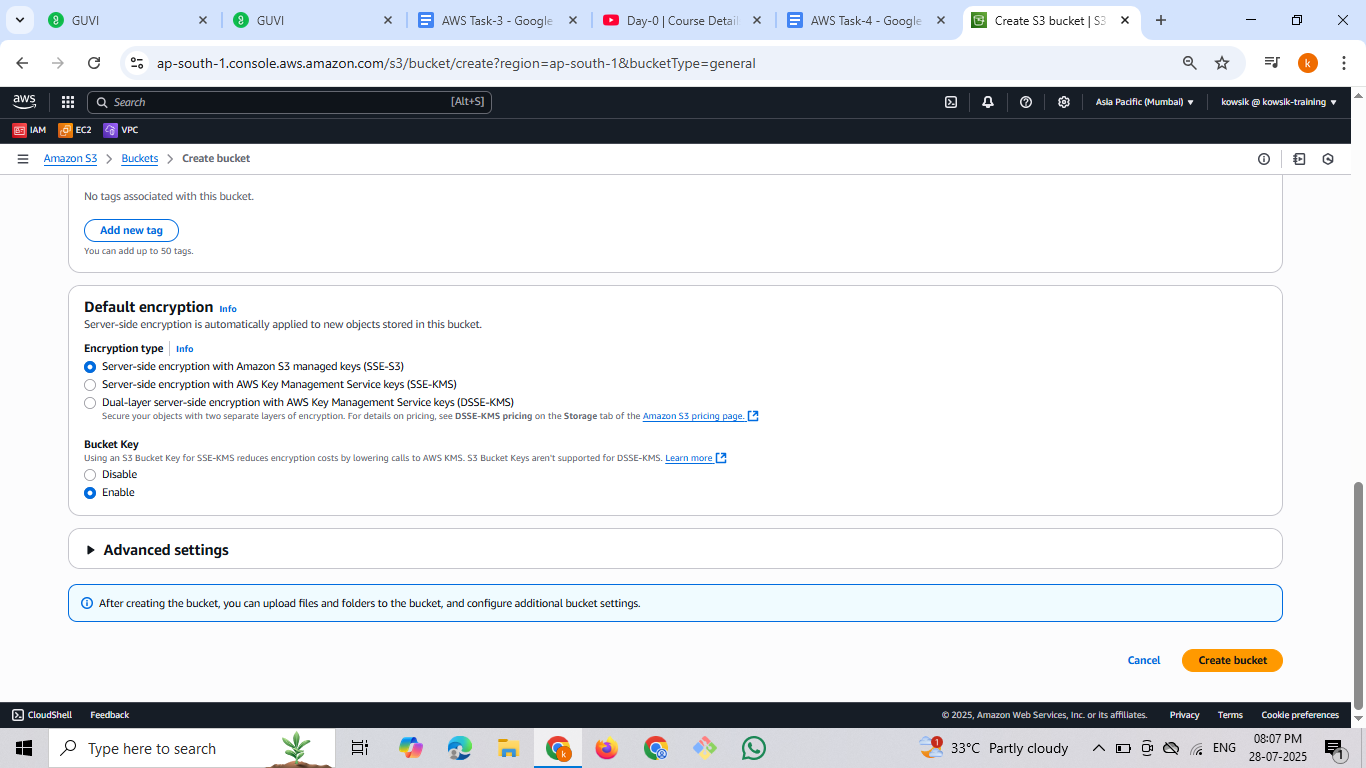 GUVI
GUVI
AWS Task-3 - Google
Day-0 | Course Detail
AWS Task-4 - Google
Create S3 bucket | S3
ap-south-1.console.aws.amazon.com/s3/bucket/create?region=ap-south-1&bucketType=general
k
aws
Search
[Alt+S]
Asia Pacific (Mumbai)
kowsik @ kowsik-training
IAM
EC2
VPC
Amazon S3 > Buckets > Create bucket
No tags associated with this bucket.
Add new tag
You can add up to 50 tags.
Default encryption Info
Server-side encryption is automatically applied to new objects stored in this bucket.
Encryption type Info
Server-side encryption with Amazon S3 managed keys (SSE-S3)
Server-side encryption with AWS Key Management Service keys (SSE-KMS)
Dual-layer server-side encryption with AWS Key Management Service keys (DSSE-KMS)
Secure your objects with two separate layers of encryption. For details on pricing, see DSSE-KMS pricing on the Storage tab of the Amazon S3 pricing page.
Bucket Key
Using an S3 Bucket Key for SSE-KMS reduces encryption costs by lowering calls to AWS KMS. S3 Bucket Keys aren't supported for DSSE-KMS. Learn more
Disable
Enable
Advanced settings
After creating the bucket, you can upload files and folders to the bucket, and configure additional bucket settings.
Cancel
Create bucket
CloudShell
Feedback
© 2025, Amazon Web Services, Inc. or its affiliates.
Privacy
Terms
Cookie preferences
Type here to search
k
1
33°C Partly cloudy
ENG
08:07 PM
28-07-2025
1